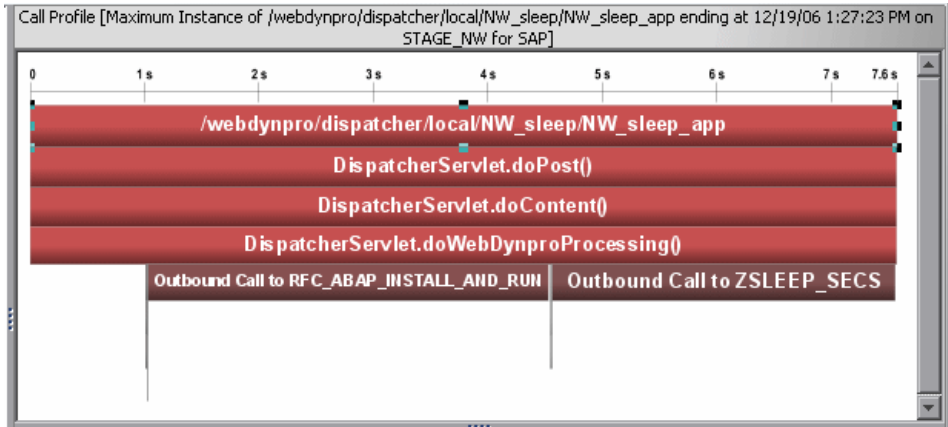 Call Profile [Maximum Instance of /webdynpro/dispatcher/local/NW_sleep/NW_sleep_app ending at 12/19/06 1:27:23 PM on
STAGE_NW for SAP]
0 1 s 2 s 3 s 4 s 5 s 6 s 7 s 7.6 s
/webdynpro/dispatcher/local/NW_sleep/NW_sleep_app
DispatcherServlet.doPost()
DispatcherServlet.doContent()
DispatcherServlet.doWebDynproProcessing()
Outbound Call to RFC_ABAP_INSTALL_AND_RUN Outbound Call to ZSLEEP_SECS